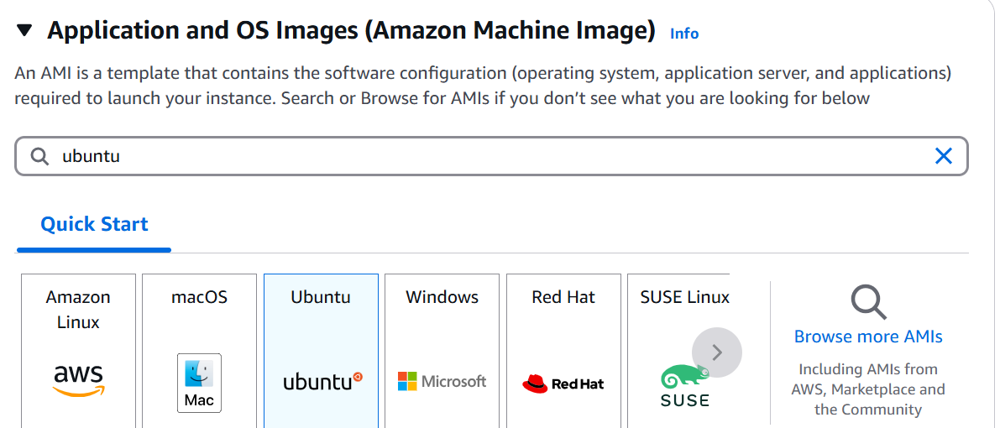 Application and OS Images (Amazon Machine Image) Info
An AMI is a template that contains the software configuration (operating system, application server, and applications)
required to launch your instance. Search or Browse for AMIs if you don’t see what you are looking for below
ubuntu
Quick Start
Amazon
Linux
aws
macOS
Mac
Ubuntu
ubuntu
Windows
Microsoft
Red Hat
Red Hat
SUSE Linux
SUSE
Browse more AMIs
Including AMIs from
AWS, Marketplace and
the Community